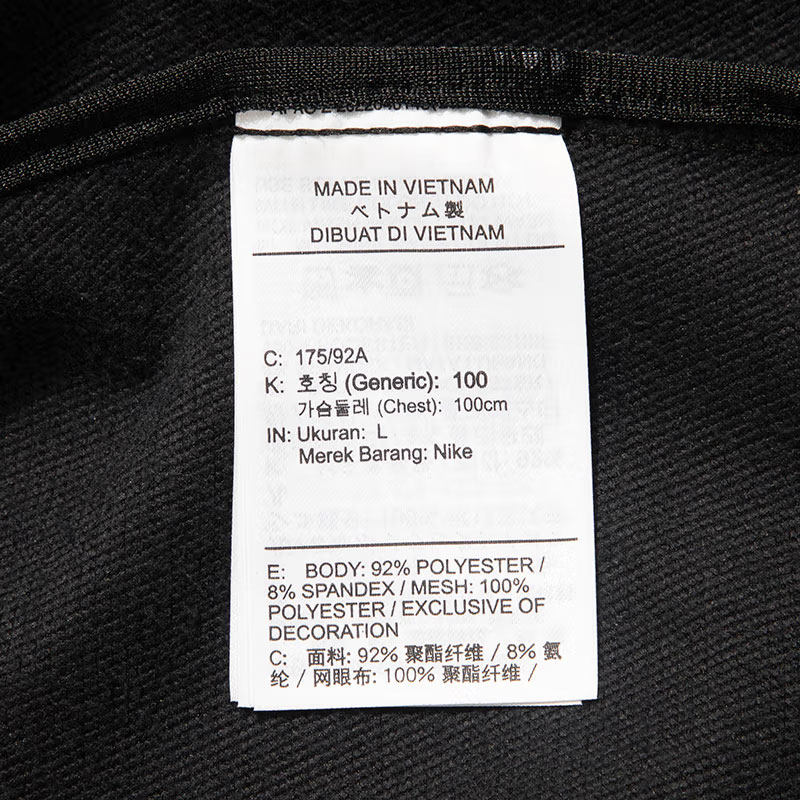 MADE IN VIETNAM
ベトナム製
DIBUAT DI VIETNAM
C: 175/92A
K: 호칭 (Generic): 100
가슴둘레 (Chest): 100cm
IN: Ukuran: L
Merek Barang: Nike
E: BODY: 92% POLYESTER /
8% SPANDEX / MESH: 100%
POLYESTER / EXCLUSIVE OF
DECORATION
C: 面料: 92% 聚酯纤维 / 8% 氨
纶 / 网眼布: 100% 聚酯纤维 /